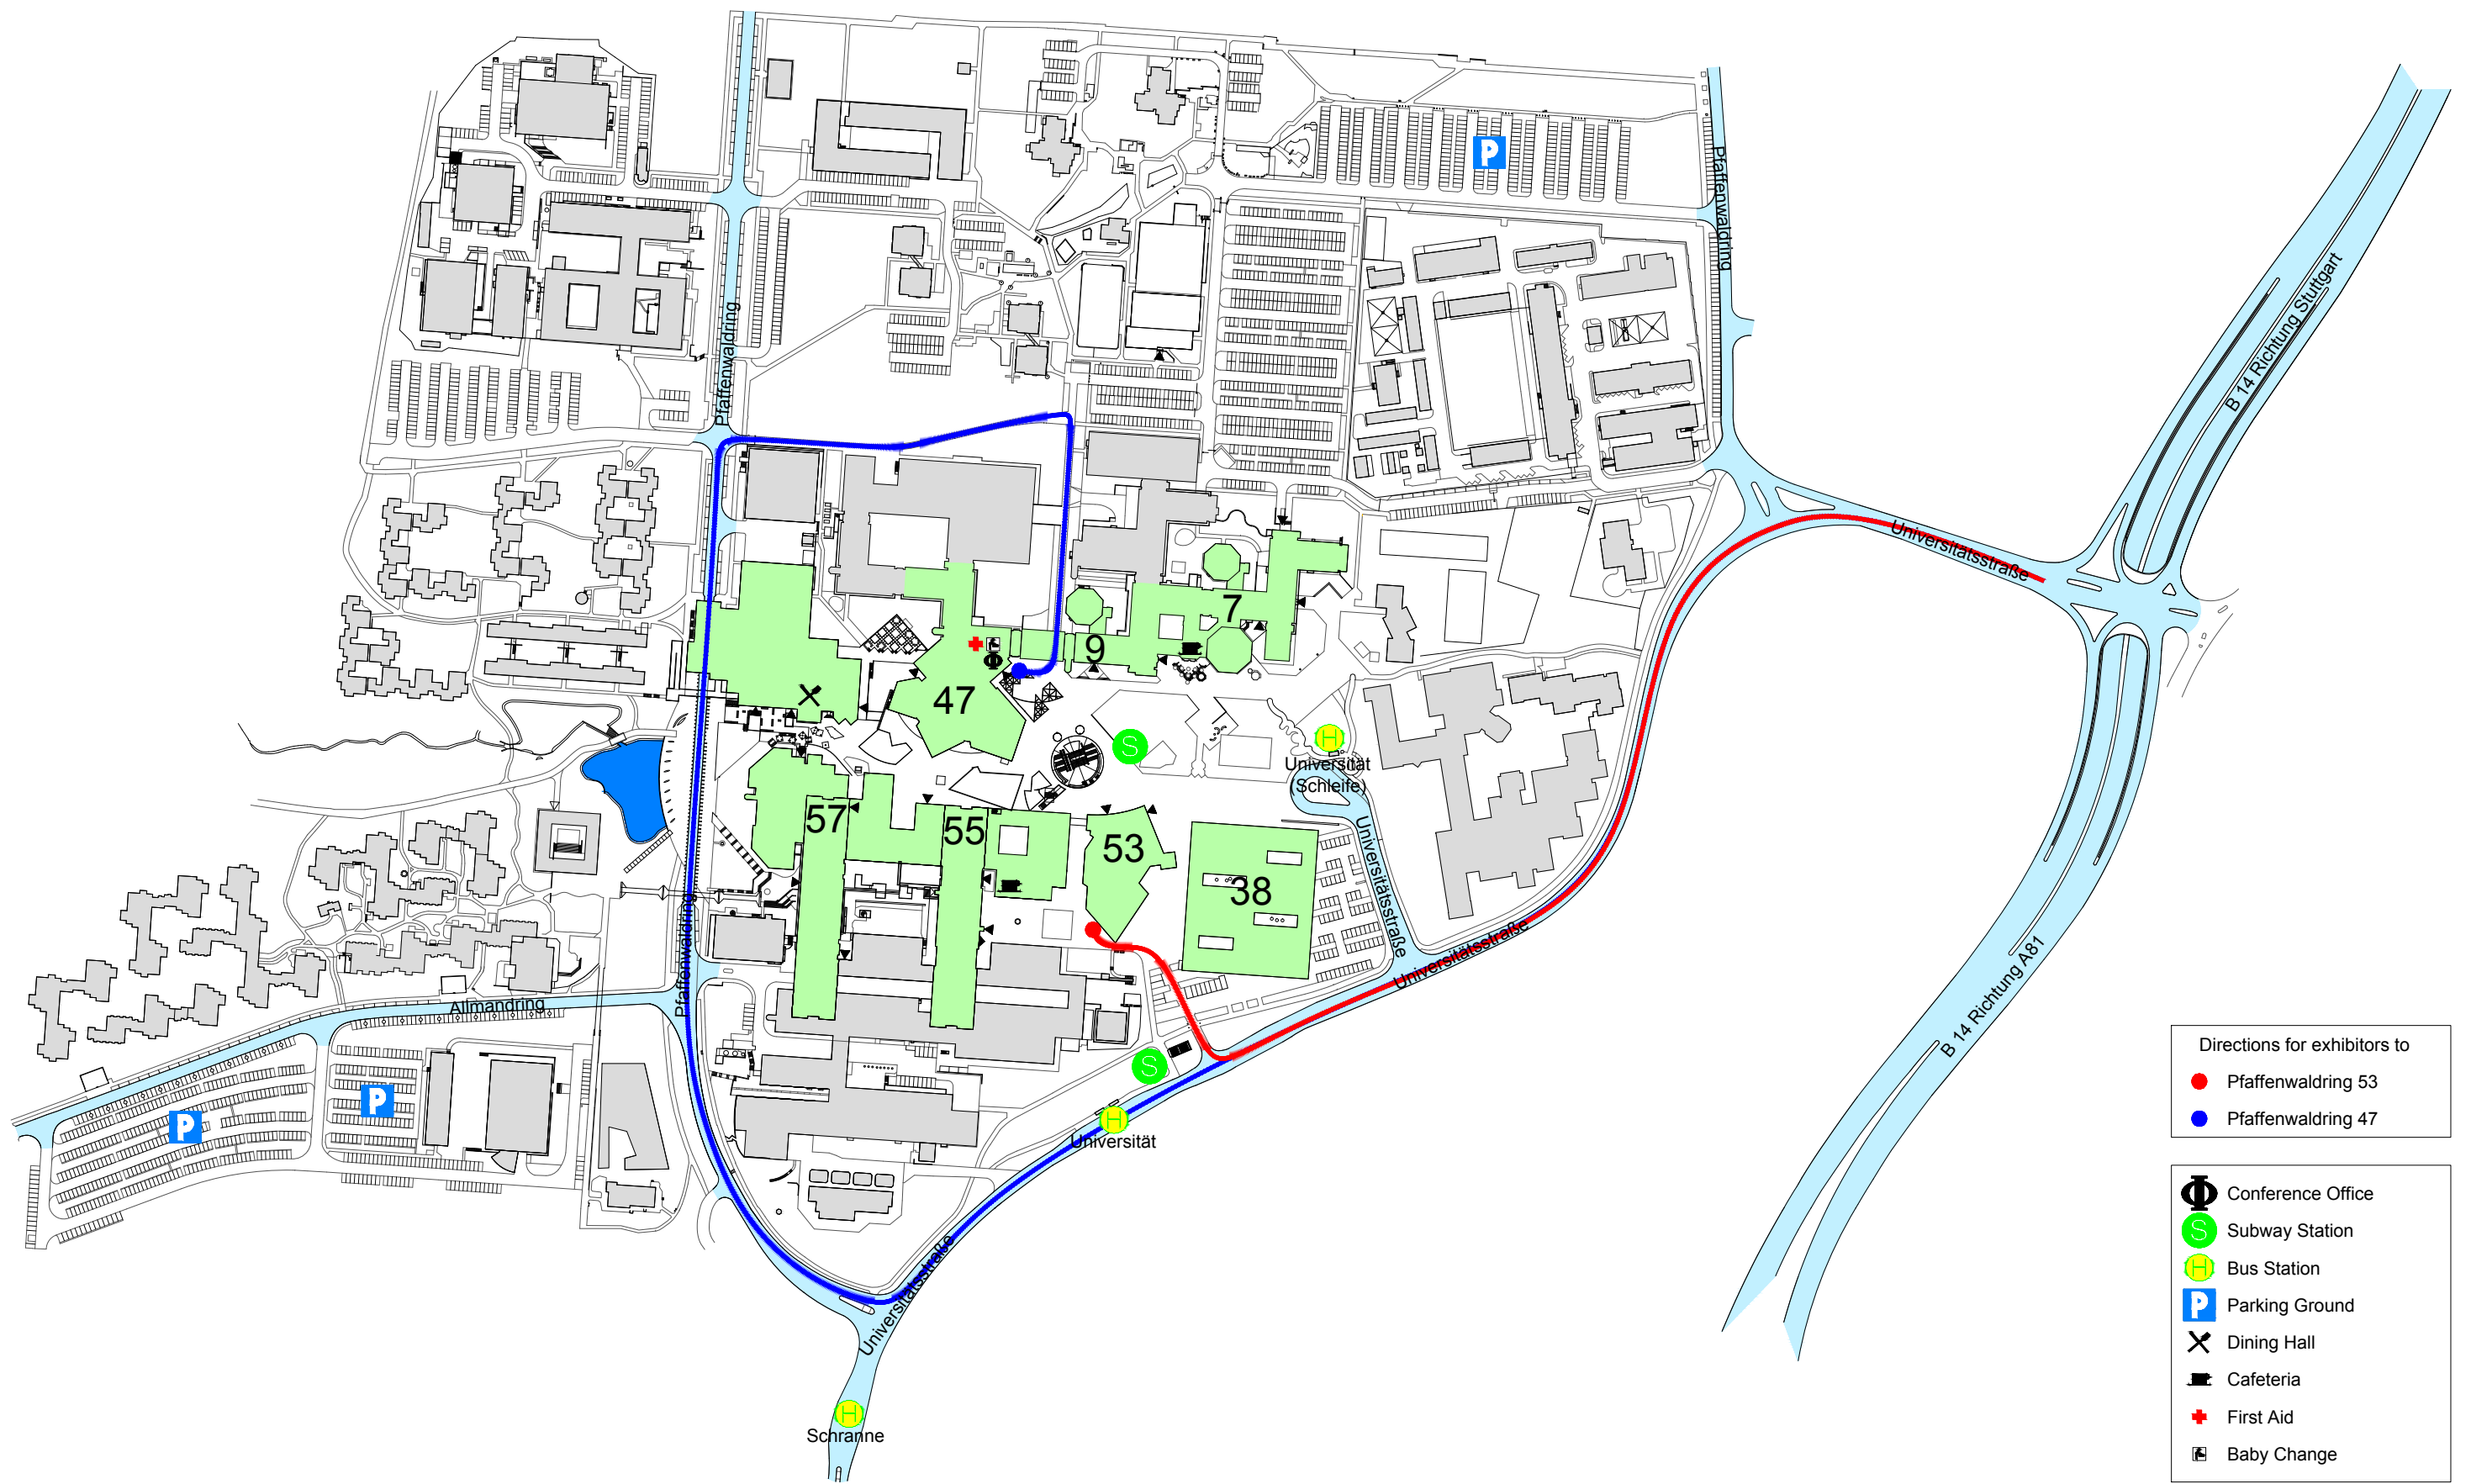 Pfaffenwaldring
B 14 Richtung Stuttgart
P
Pfaffenwaldring
Universitätsstraße
7
9
47
S
H
Universität
(Schleife)
57
55
53
38
Universitätsstraße
Pfaffenwaldring
Universitätsstraße
Allmandring
B 14 Richtung A81
S
P
P
H
Universität
Universitätsstraße
H
Schranne
Directions for exhibitors to
Pfaffenwaldring 53
Pfaffenwaldring 47
Conference Office
S Subway Station
H Bus Station
P Parking Ground
Dining Hall
Cafeteria
First Aid
Baby Change